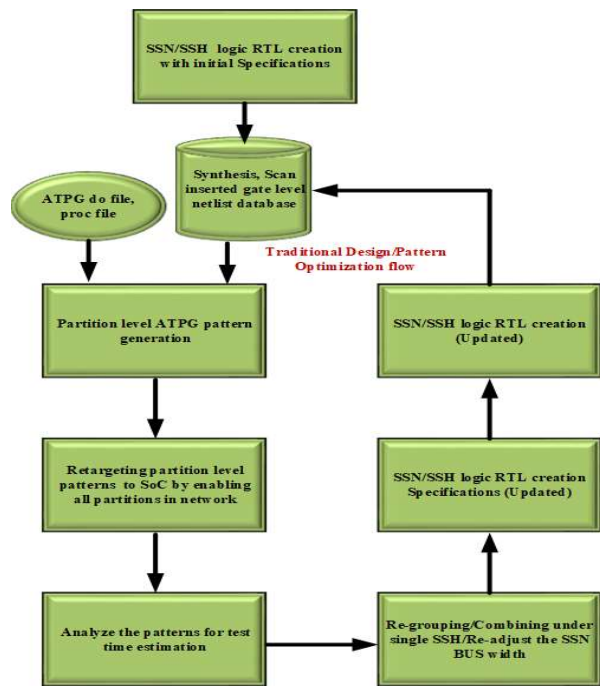 SSN/SSH logic RTL creation
with initial Specifications
Synthesis, Scan
inserted gate level
netlist database
ATPG do file,
proc file
Traditional Design/Pattern
Optimization flow
Partition level ATPG pattern
generation
SSN/SSH logic RTL creation
(Updated)
Retargeting partition level
patterns to SoC by enabling
all partitions in network
SSN/SSH logic RTL creation
Specifications (Updated)
Analyze the patterns for test
time estimation
Re-grouping/Combining under
single SSH/Re-adjust the SSN
BUS width